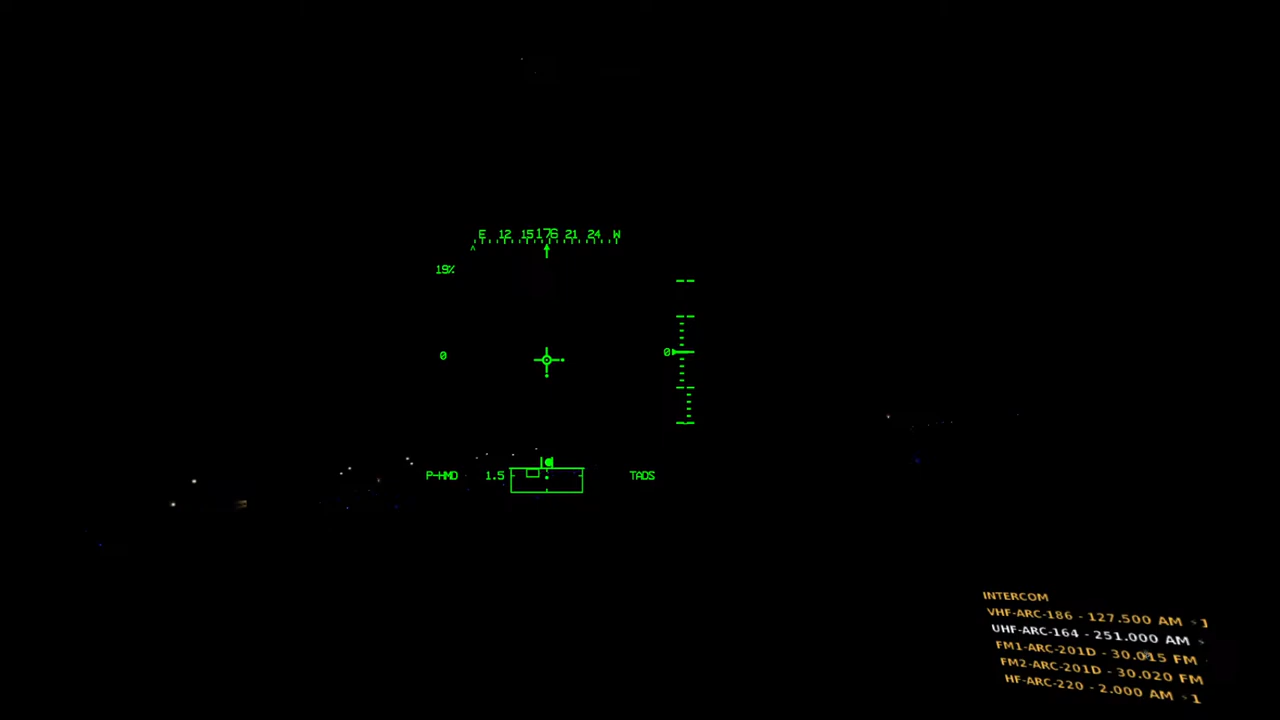 E 12 15 176 21 24 W
19%
0 0
P-HMD 1.5 TADS
INTERCOM
VHF-ARC-186 - 127.500 AM
UHF-ARC-164 - 251.000 AM
FM1-ARC-201D - 30.015 FM
FM2-ARC-201D - 30.020 FM
HF-ARC-220 - 2.000 AM